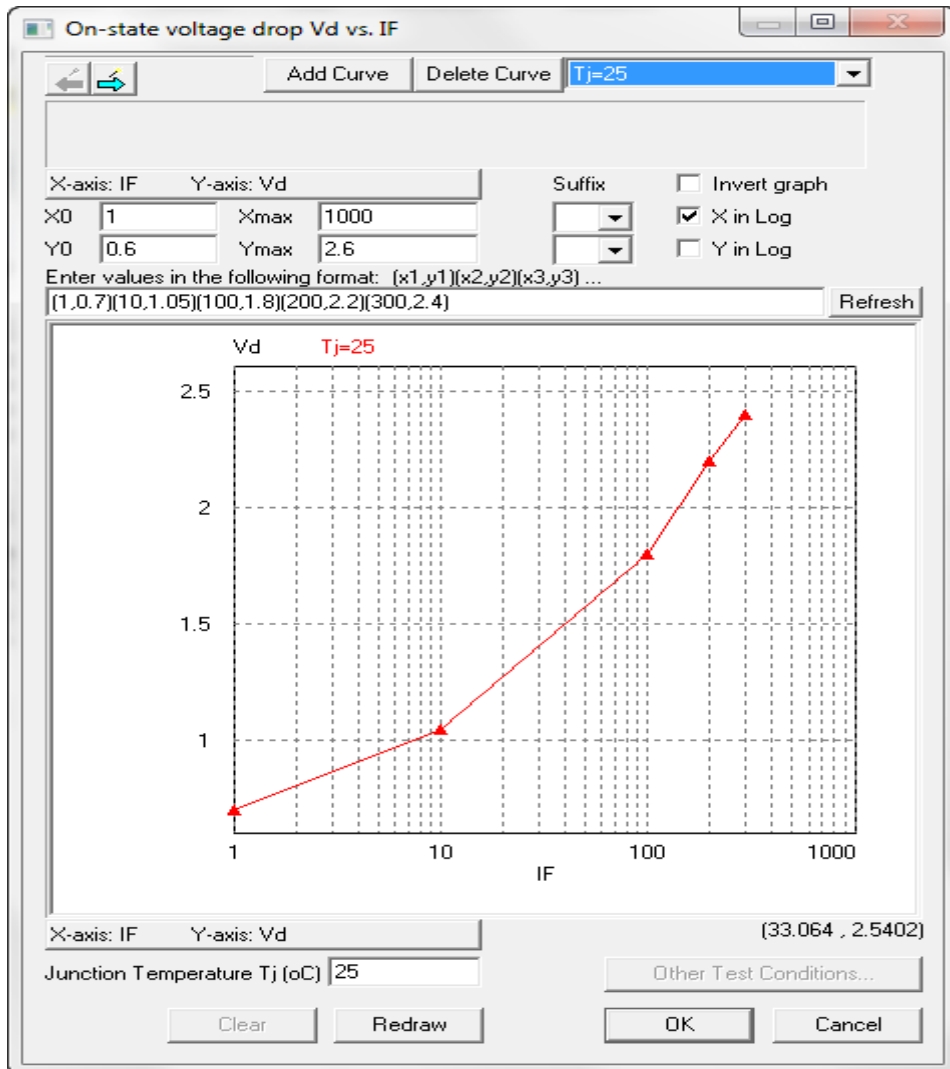 On-state voltage drop Vd vs. IF
Add Curve Delete Curve Tj=25
X-axis: IF Y-axis: Vd Suffix Invert graph
X0 1 Xmax 1000 X in Log
Y0 0.6 Ymax 2.6 Y in Log
Enter values in the following format: (x1,y1)(x2,y2)(x3,y3) ...
(1,0.7)(10,1.05)(100,1.8)(200,2.2)(300,2.4) Refresh
Vd Tj=25
2.5
2
1.5
1
1 10 100 1000
IF
X-axis: IF Y-axis: Vd (33.064 , 2.5402)
Junction Temperature Tj (oC) 25 Other Test Conditions...
Clear Redraw OK Cancel